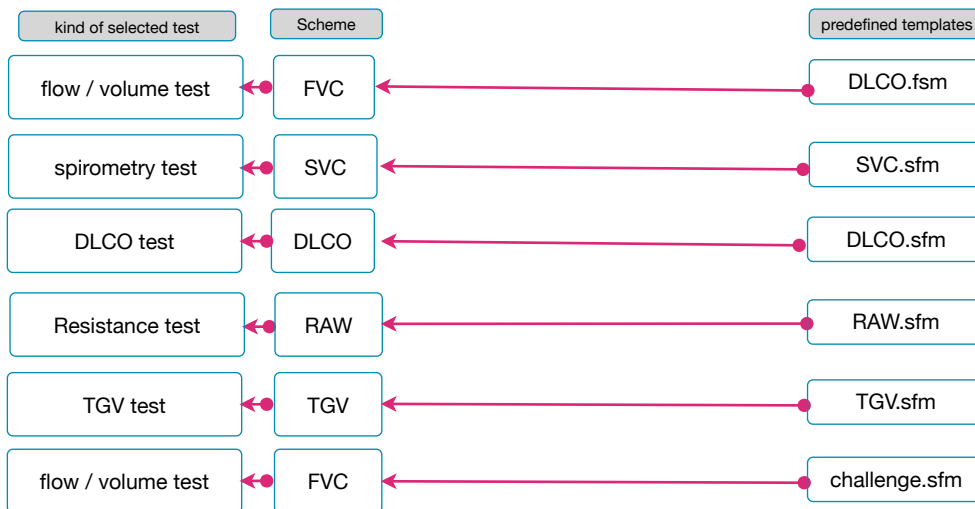 kind of selected test Scheme predefined templates
flow / volume test FVC DLCO.fsm
spirometry test SVC SVC.sfm
DLCO test DLCO DLCO.sfm
Resistance test RAW RAW.sfm
TGV test TGV TGV.sfm
flow / volume test FVC challenge.sfm